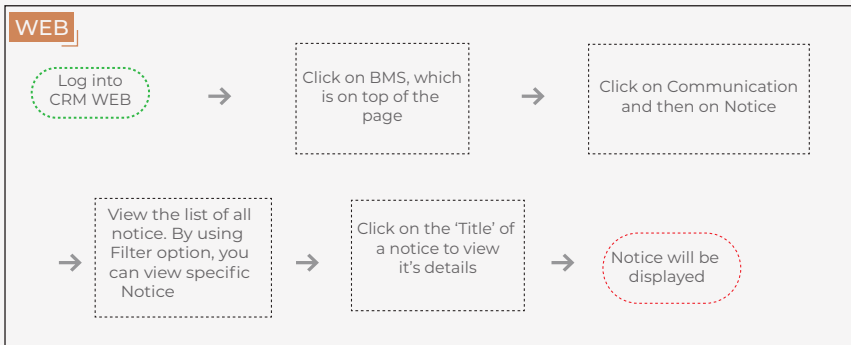 WEB
Log into
CRM WEB
Click on BMS, which
is on top of the
page
Click on Communication
and then on Notice
View the list of all
notice. By using
Filter option, you
can view specific
Notice
Click on the ‘Title’ of
a notice to view
it’s details
Notice will be
displayed